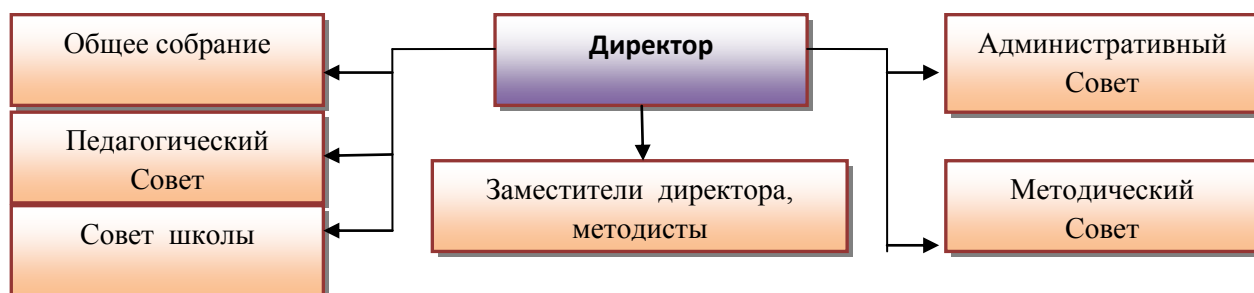 Общее собрание
Педагогический
Совет
Совет школы
Директор
Заместители директора,
методисты
Административный
Совет
Методический
Совет